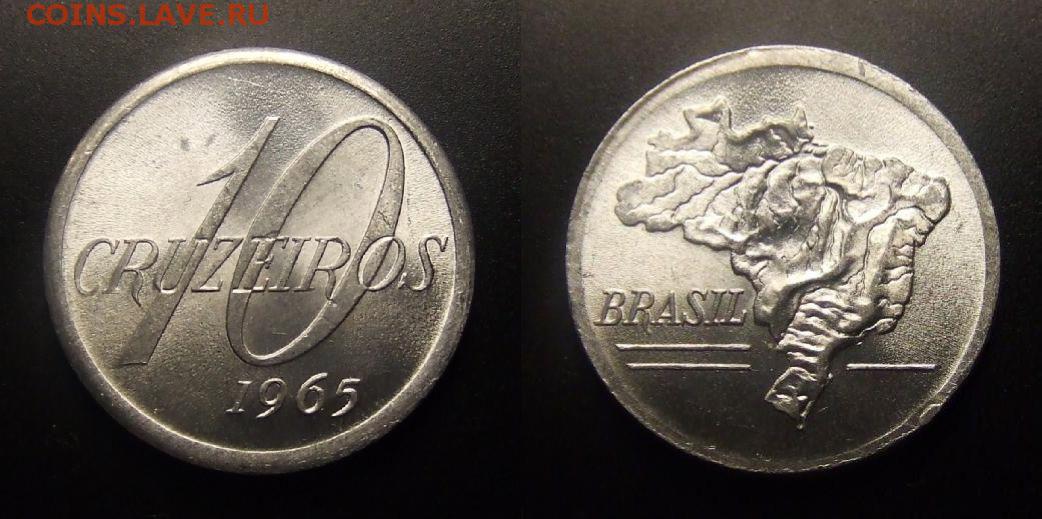 COINS.LAVE.RU
10
CRUZEIROS
1965
BRASIL